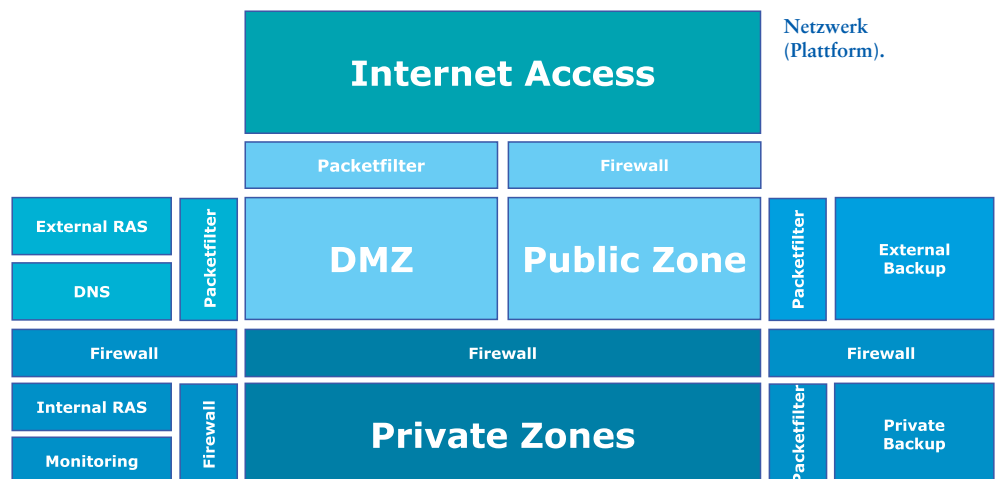 Netzwerk
(Plattform).
Internet Access
Packetfilter
Firewall
External RAS
DNS
Packetfilter
DMZ
Public Zone
Packetfilter
External
Backup
Firewall
Firewall
Firewall
Internal RAS
Monitoring
Firewall
Private Zones
Packetfilter
Private
Backup